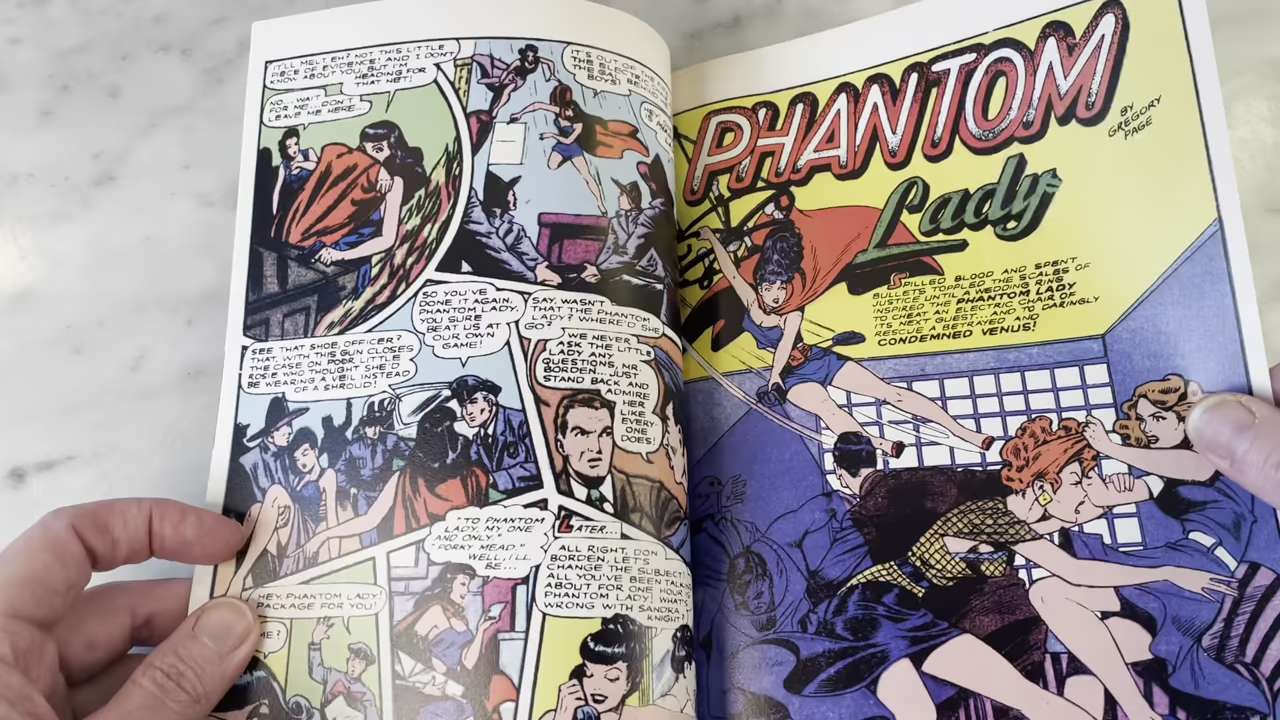 IT'LL MELT, EH? NOT THIS LITTLE
PIECE OF EVIDENCE! AND I DON'T
KNOW ABOUT YOU, BUT I'M
HEADING FOR
THAT NET!
NO... WAIT
FOR ME... DON'T
LEAVE ME HERE...
IT'S OUT OF
THE ELECTRIC
THE GAL BEHIND
BOYS!
SEE THAT SHOE, OFFICER?
THAT, WITH THIS GUN CLOSES
THE CASE ON POOR LITTLE
ROSIE WHO THOUGHT SHE'D
BE WEARING A VEIL INSTEAD
OF A SHROUD!
SO YOU'VE
DONE IT AGAIN,
PHANTOM LADY.
YOU SURE
BEAT US AT
OUR OWN
GAME!
SAY, WASN'T
THAT THE PHANTOM
LADY? WHERE'D SHE
GO?
WE NEVER
ASK THE LITTLE
LADY ANY
QUESTIONS, MR.
BORDEN... JUST
STAND BACK AND
ADMIRE
HER
LIKE
EVERY
ONE
DOES!
HEY, PHANTOM LADY!
PACKAGE FOR YOU!
ME?
"TO PHANTOM
LADY, MY ONE
AND ONLY."
"PORKY MEAD."
WELL, I'LL
BE...
LATER...
ALL RIGHT, DON
BORDEN, LET'S
CHANGE THE SUBJECT!
ALL YOU'VE BEEN TALKING
ABOUT FOR ONE HOUR IS
PHANTOM LADY! WHAT'S
WRONG WITH SANDRA
KNIGHT?
PHANTOM
Lady
BY
GREGORY
PAGE
SPILLED BLOOD AND SPENT
BULLETS TOPPLED THE SCALES OF
JUSTICE UNTIL A WEDDING RING
INSPIRED THE PHANTOM LADY
TO CHEAT AN ELECTRIC CHAIR OF
ITS NEXT GUEST... AND TO DARINGLY
RESCUE A BETRAYED AND
CONDEMNED VENUS!